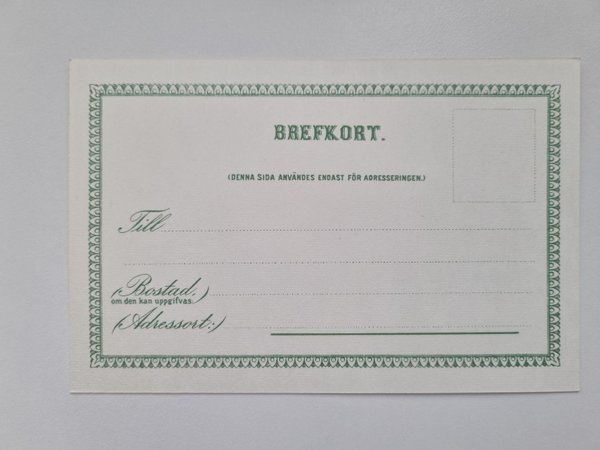 BREFKORT.
(DENNA SIDA ANVÄNDES ENDAST FÖR ADRESSERINGEN.)
Till
(Bostad.)
om den kan uppgifvas.
(Adressort:)